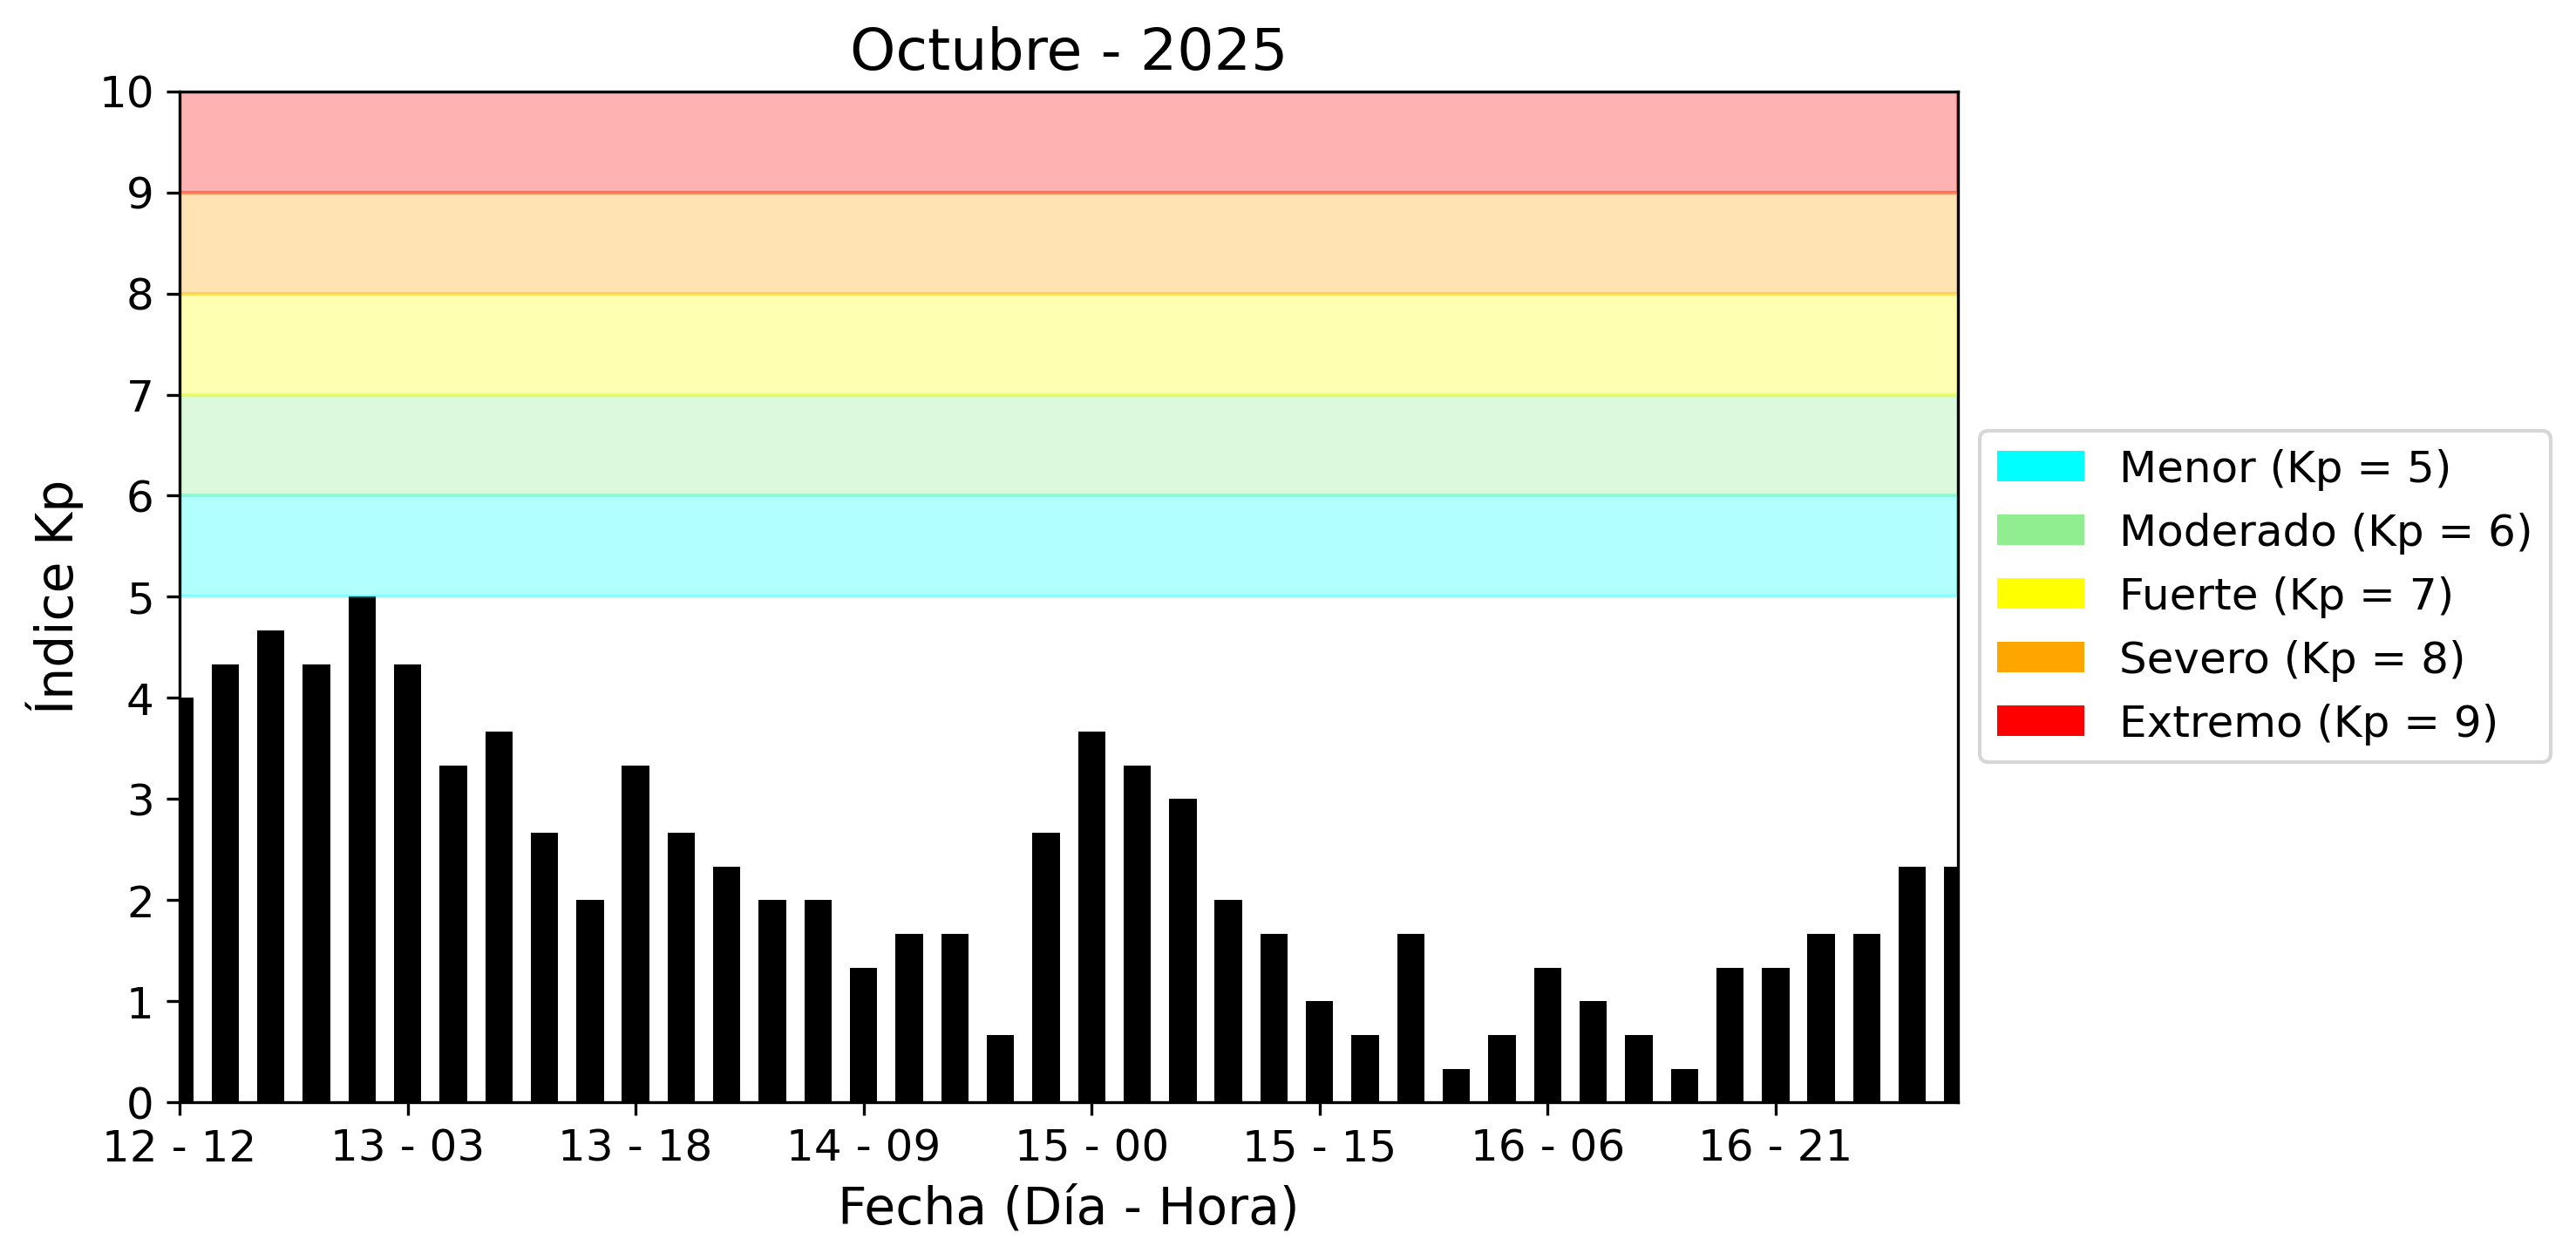 Octubre - 2025
10
9
8
7
6
5
4
3
2
1
0
Índice Kp
12 - 12
13 - 03
13 - 18
14 - 09
15 - 00
15 - 15
16 - 06
16 - 21
Fecha (Día - Hora)
Menor (Kp = 5)
Moderado (Kp = 6)
Fuerte (Kp = 7)
Severo (Kp = 8)
Extremo (Kp = 9)